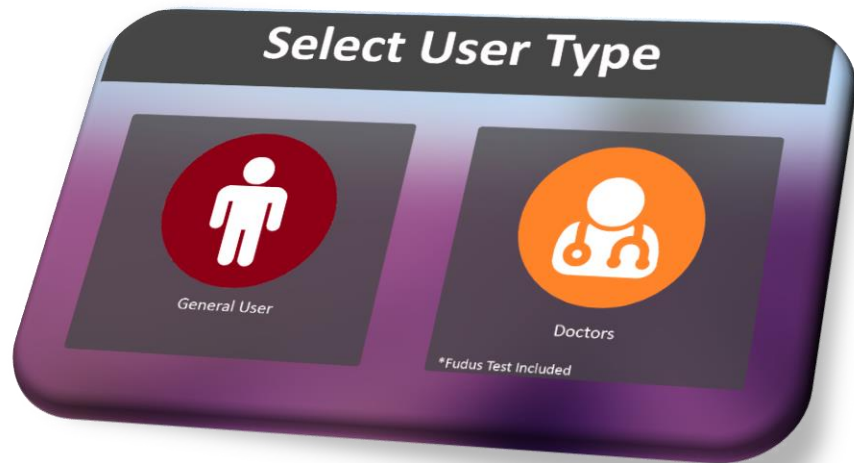 Select User Type
General User
Doctors
*Fudus Test Included